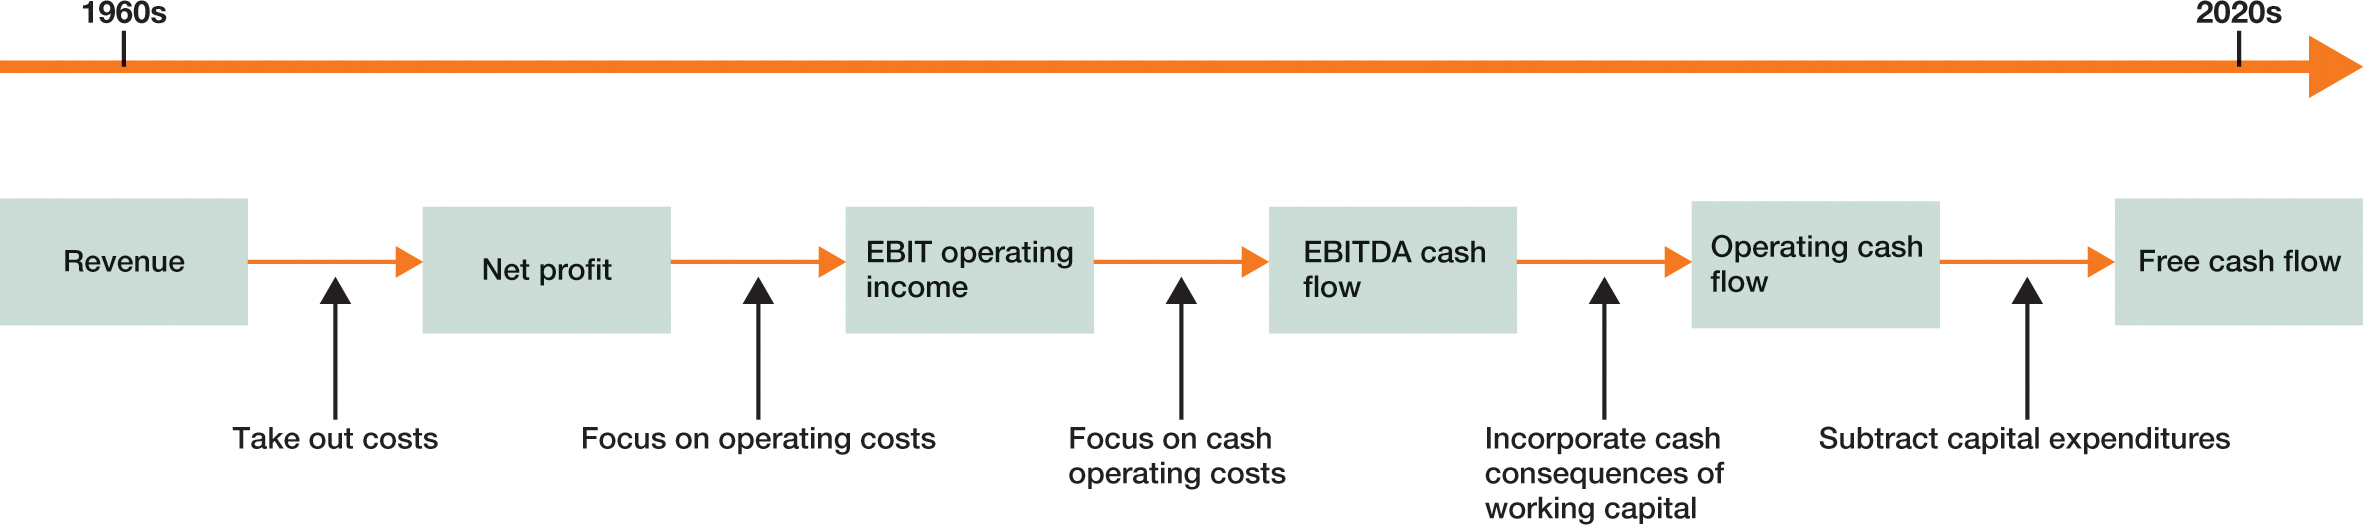 1960s
2020s
Revenue
Net profit
EBIT operating
income
EBITDA cash
flow
Operating cash
flow
Free cash flow
Take out costs
Focus on operating costs
Focus on cash
operating costs
Incorporate cash
consequences of
working capital
Subtract capital expenditures